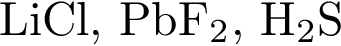 LiCl, PbF₂, H₂S